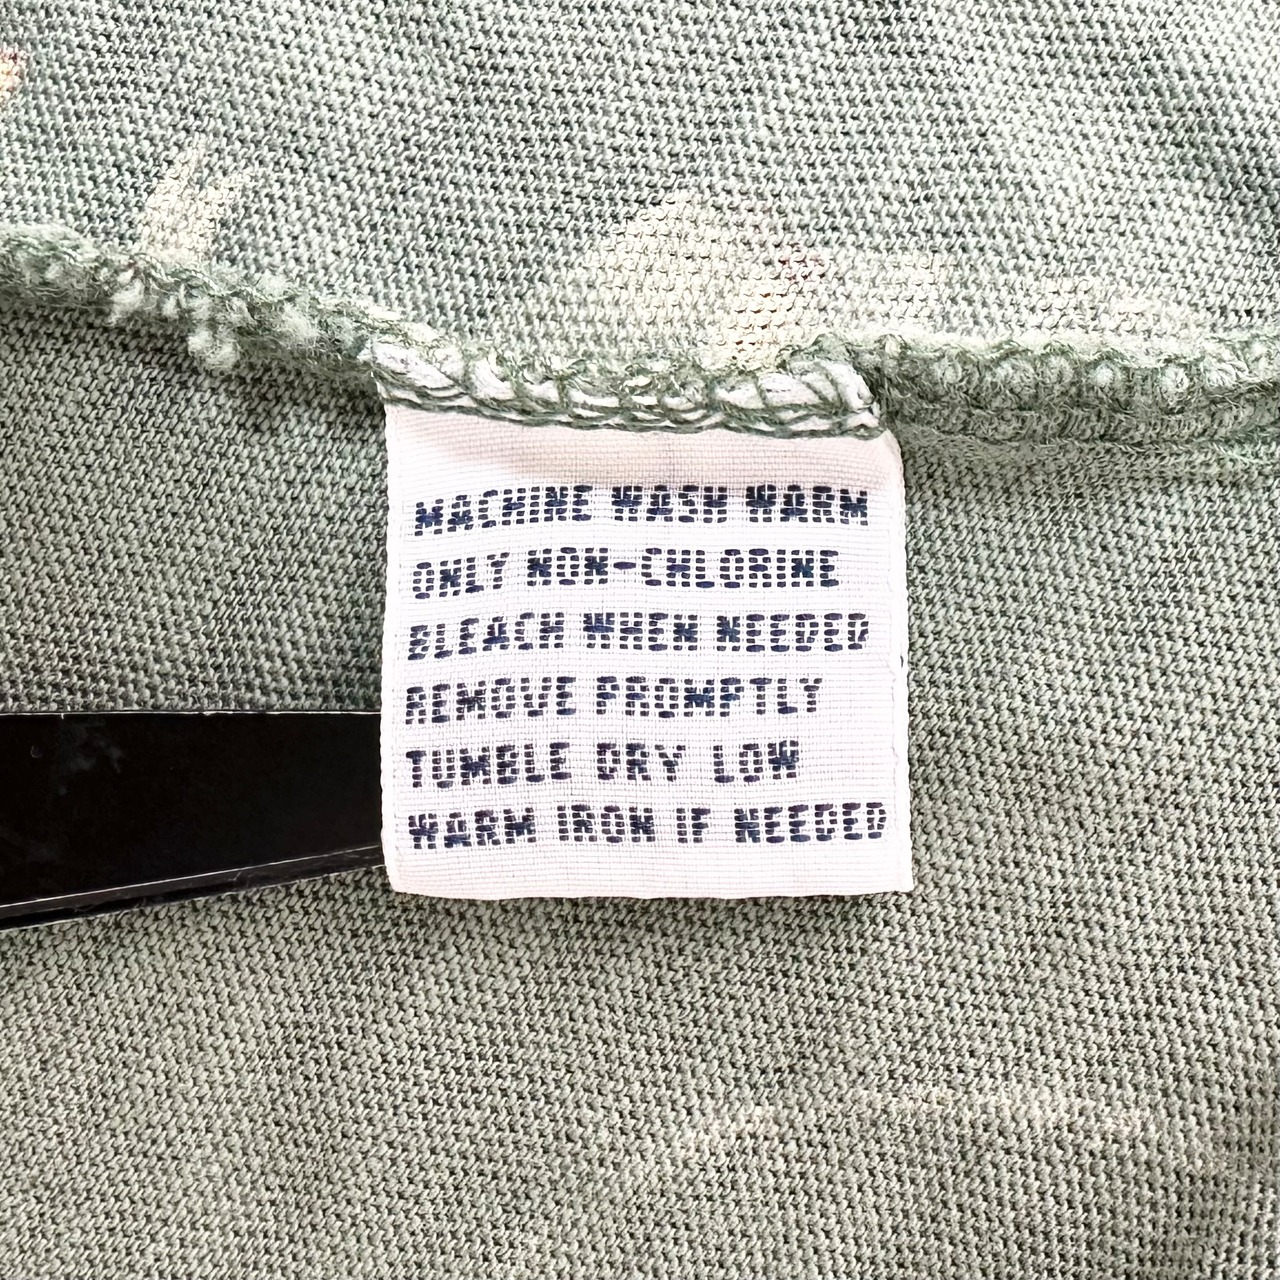 MACHINE WASH WARM
ONLY NON-CHLORINE
BLEACH WHEN NEEDED
REMOVE PROMPTLY
TUMBLE DRY LOW
WARM IRON IF NEEDED